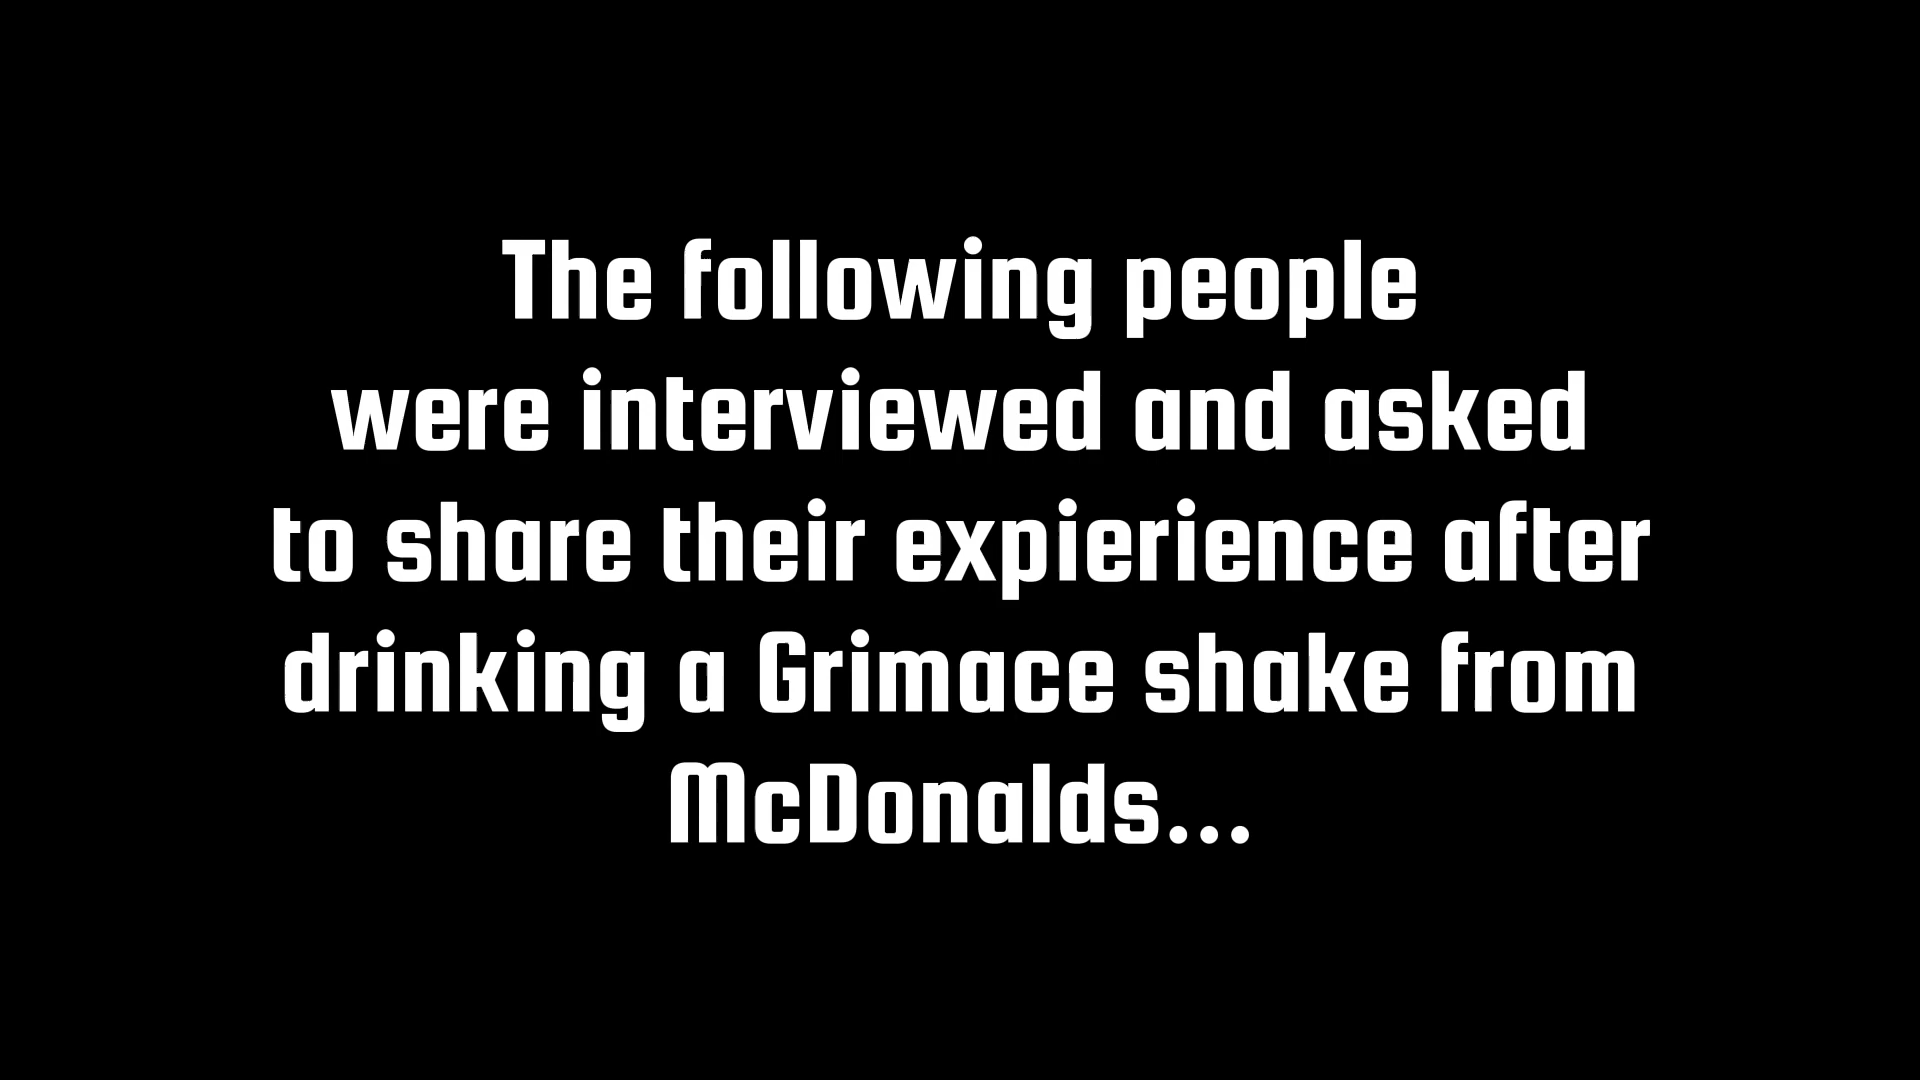 The following people
were interviewed and asked
to share their expierience after
drinking a Grimace shake from
McDonalds...